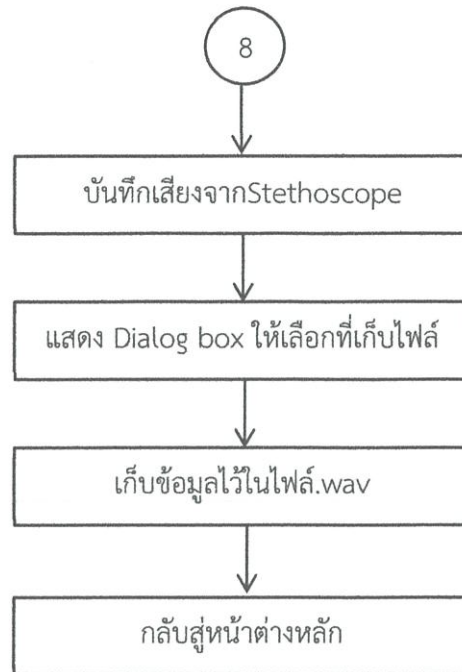 8
บันทึกเสียงจากStethoscope
แสดง Dialog box ให้เลือกที่เก็บไฟล์
เก็บข้อมูลไว้ในไฟล์.wav
กลับสู่หน้าต่างหลัก